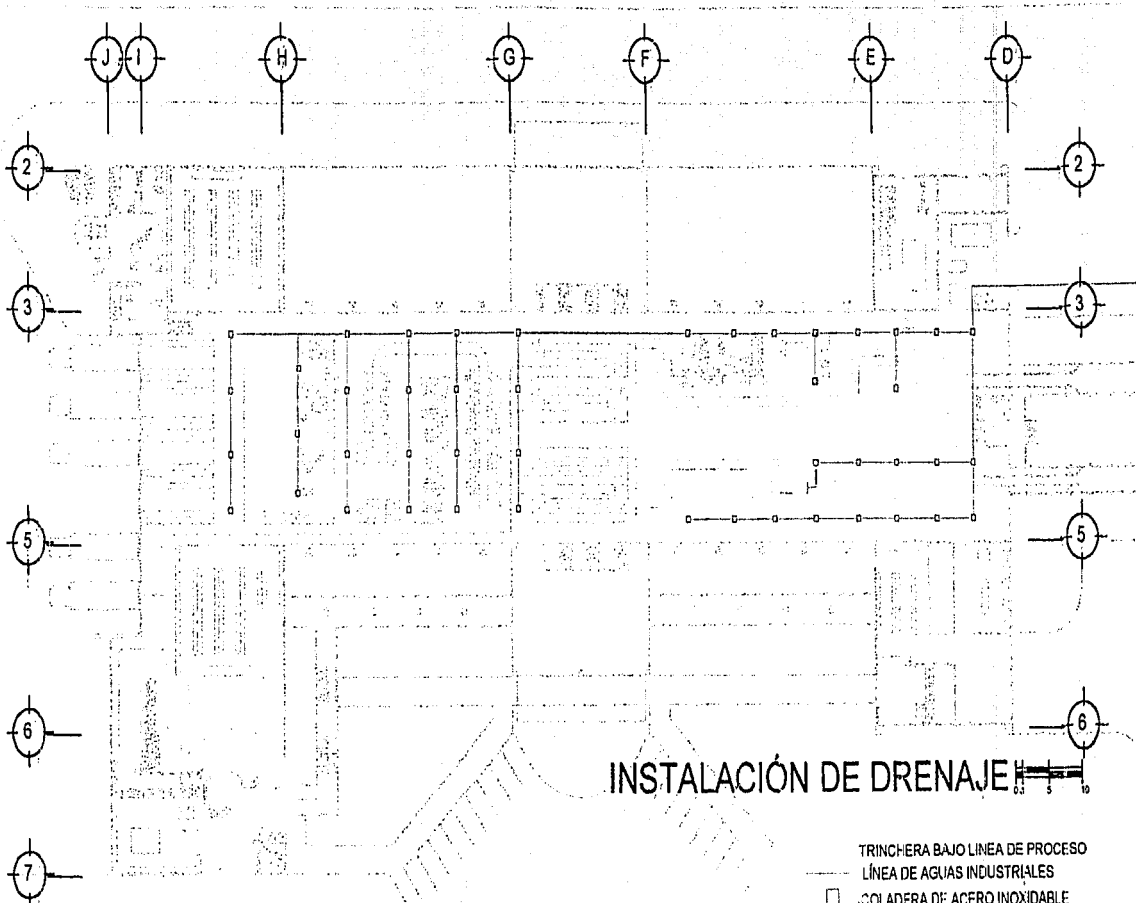 J I H G F E D
2 2
3 3
5 5
6 6
INSTALACIÓN DE DRENAJE
0 1 5 10
TRINCHERA BAJO LINEA DE PROCESO
7
LÍNEA DE AGUAS INDUSTRIALES
COLADERA DE ACERO INOXIDABLE